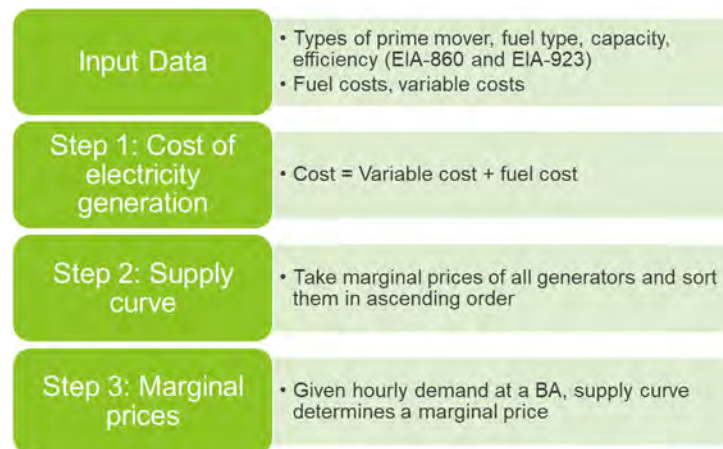 Input Data
• Types of prime mover, fuel type, capacity,
efficiency (EIA-860 and EIA-923)
• Fuel costs, variable costs
Step 1: Cost of
electricity
generation
• Cost = Variable cost + fuel cost
Step 2: Supply
curve
• Take marginal prices of all generators and sort
them in ascending order
Step 3: Marginal
prices
• Given hourly demand at a BA, supply curve
determines a marginal price